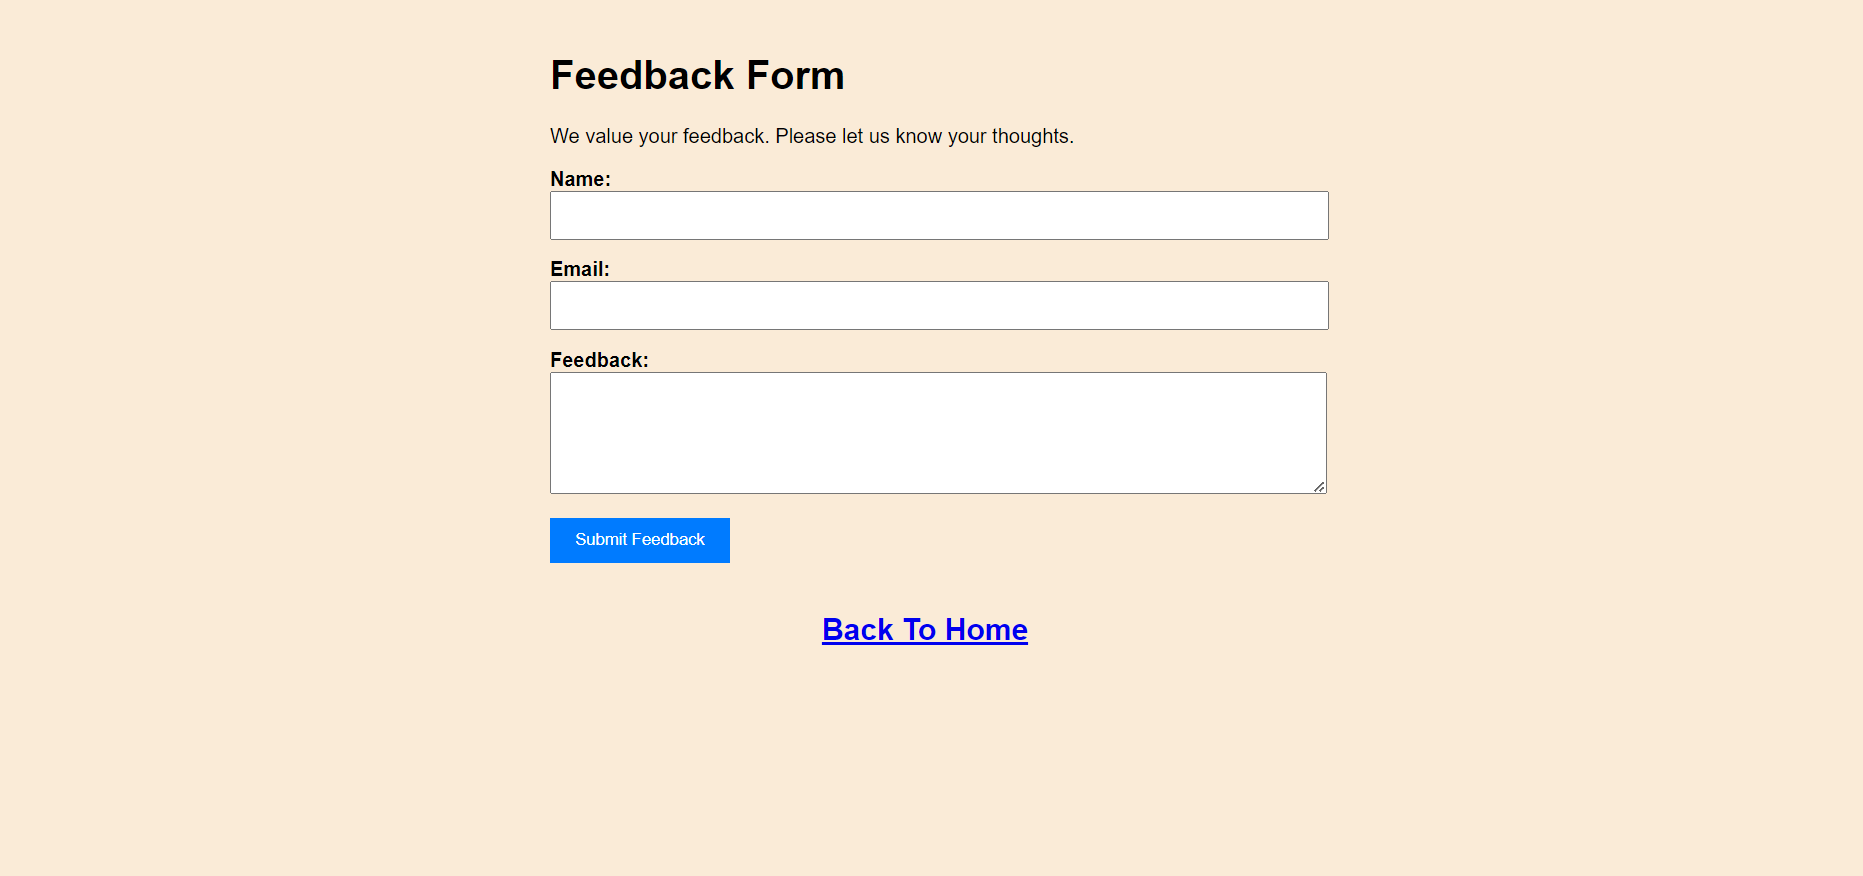 Feedback Form
We value your feedback. Please let us know your thoughts.
Name:
Email:
Feedback:
Submit Feedback
Back To Home